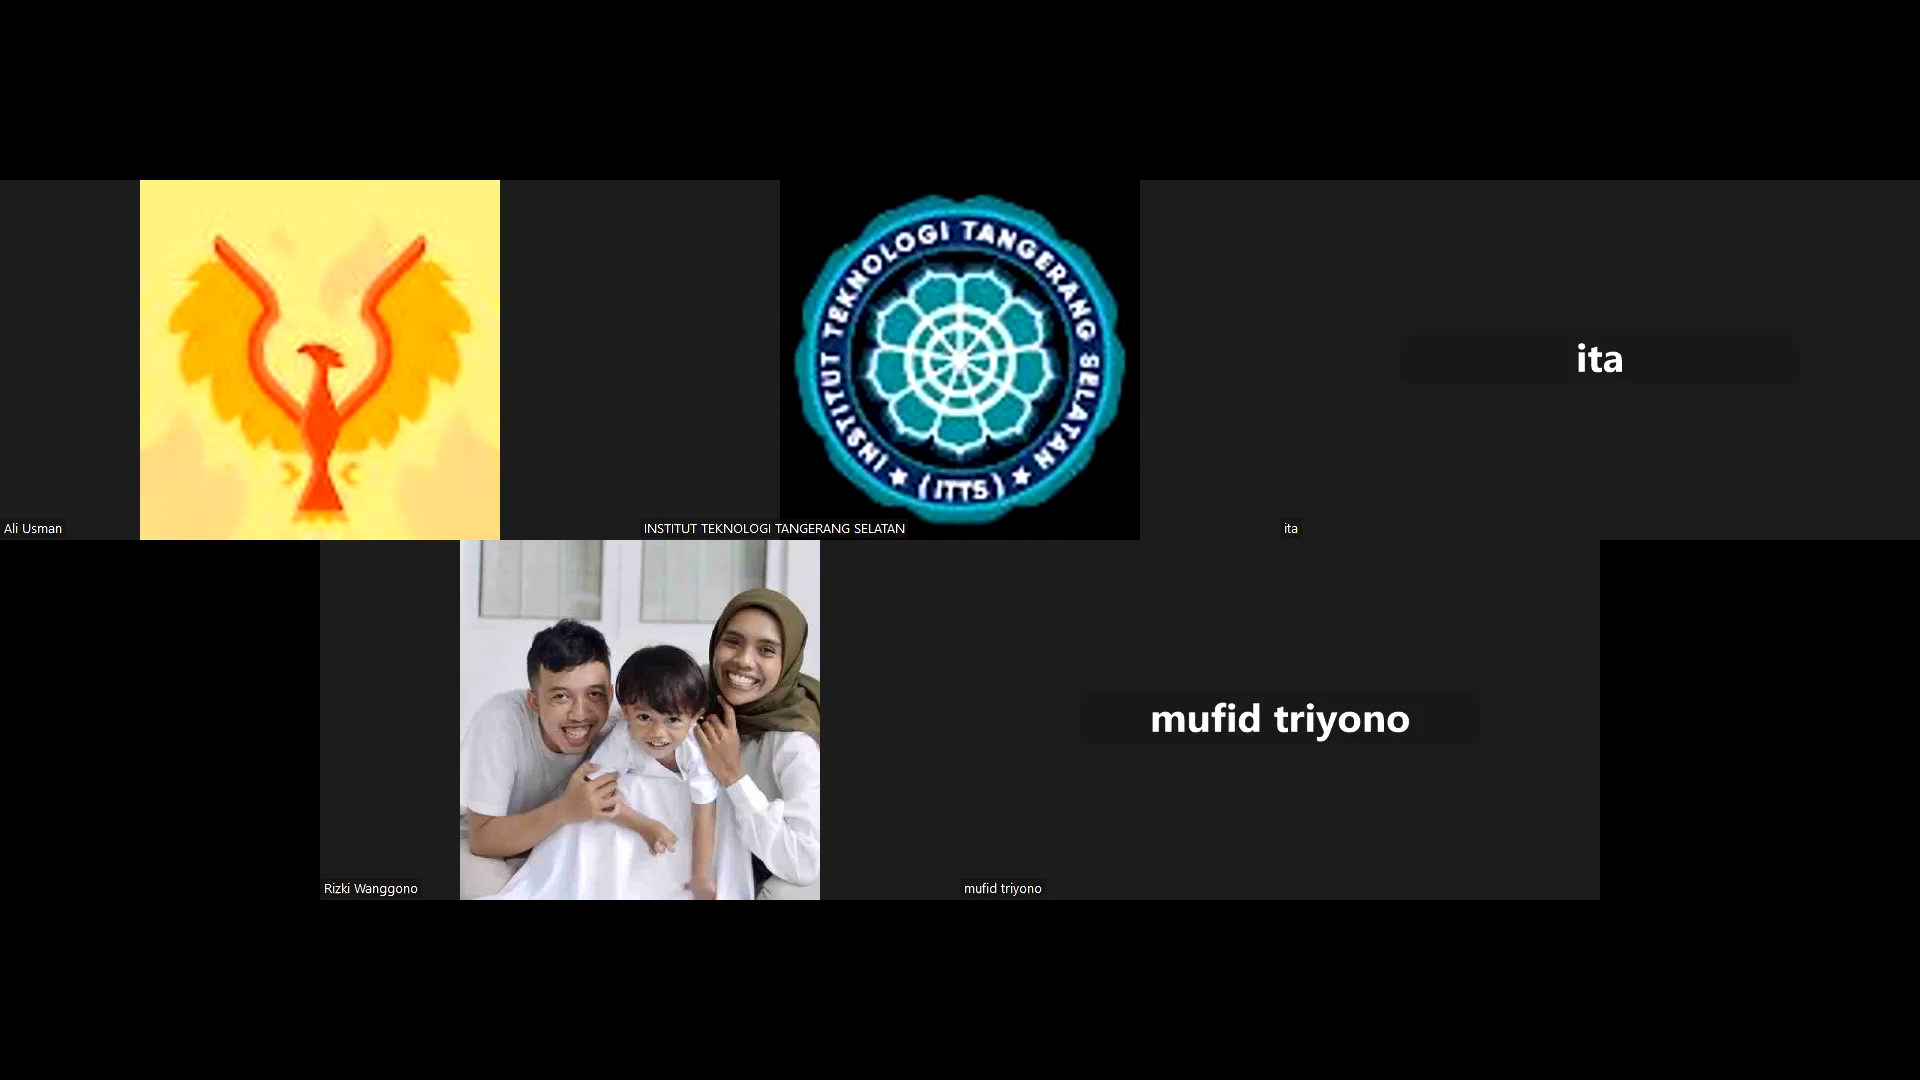 INSTITUT TEKNOLOGI TANGERANG SELATAN
(ITTS)
ita
Ali Usman
INSTITUT TEKNOLOGI TANGERANG SELATAN
ita
mufid triyono
Rizki Wanggono
mufid triyono